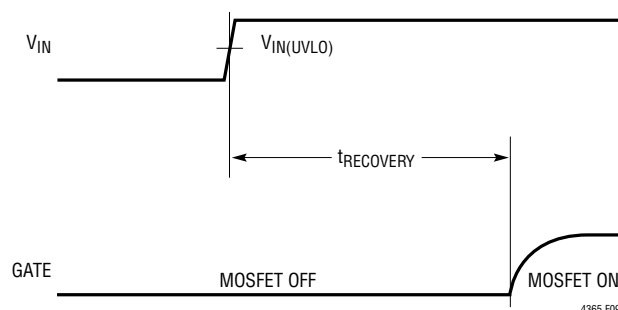 VIN
VIN(UVLO)
tRECOVERY
GATE
MOSFET OFF
MOSFET ON
4365 F09